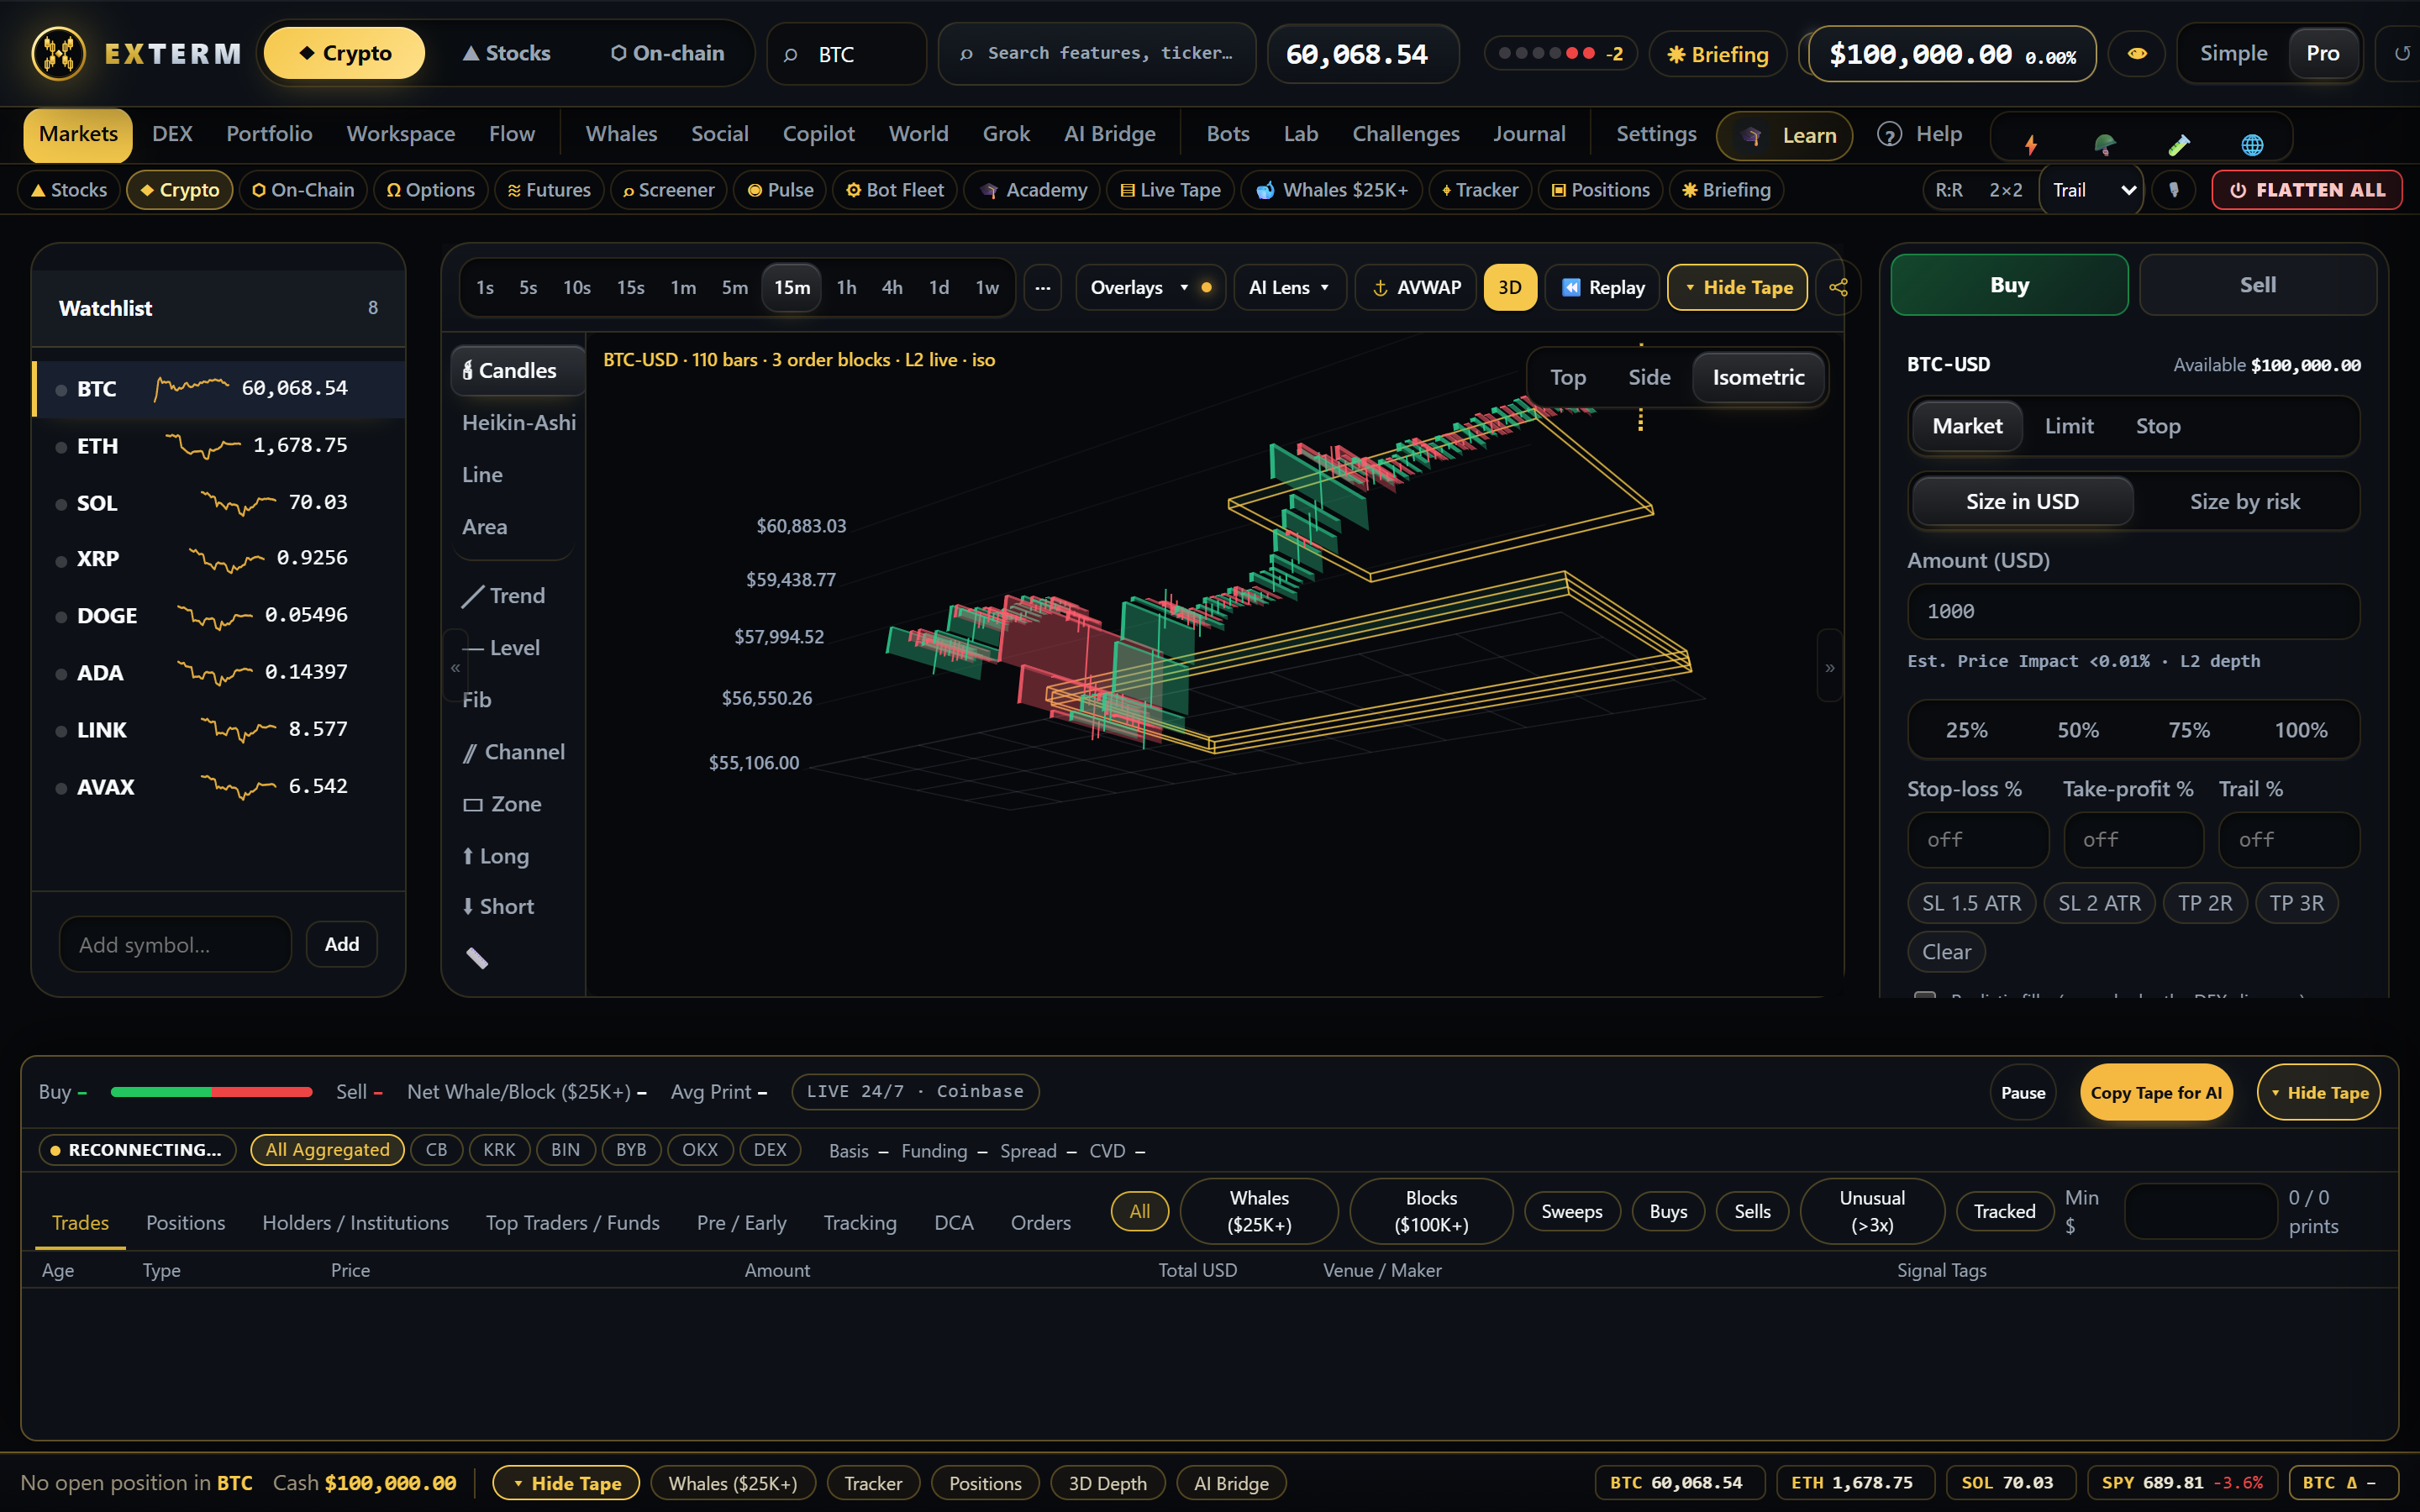 EXTERM
◆ Crypto ▲ Stocks ⬡ On-chain
BTC
Search features, ticker…
60,068.54
-2
Briefing
$100,000.00 0.00%
Simple Pro
Markets DEX Portfolio Workspace Flow Whales Social Copilot World Grok AI Bridge Bots Lab Challenges Journal Settings Learn ? Help
▲ Stocks ◆ Crypto ⬡ On-Chain Ω Options ≋ Futures Screener Pulse Bot Fleet Academy Live Tape Whales $25K+ Tracker Positions Briefing
R:R 2×2 Trail FLATTEN ALL
Watchlist 8
BTC 60,068.54
ETH 1,678.75
SOL 70.03
XRP 0.9256
DOGE 0.05496
ADA 0.14397
LINK 8.577
AVAX 6.542
Add symbol... Add
1s 5s 10s 15s 1m 5m 15m 1h 4h 1d 1w ... Overlays ▾ AI Lens ▾ AVWAP 3D Replay ▾ Hide Tape
Candles
Heikin-Ashi
Line
Area
Trend
Level
Fib
Channel
Zone
Long
Short
«
BTC-USD · 110 bars · 3 order blocks · L2 live · iso
Top Side Isometric
$60,883.03
$59,438.77
$57,994.52
$56,550.26
$55,106.00
»
Buy Sell
BTC-USD Available $100,000.00
Market Limit Stop
Size in USD Size by risk
Amount (USD)
1000
Est. Price Impact <0.01% · L2 depth
25% 50% 75% 100%
Stop-loss % Take-profit % Trail %
off off off
SL 1.5 ATR SL 2 ATR TP 2R TP 3R
Clear
Buy – Sell – Net Whale/Block ($25K+) – Avg Print – LIVE 24/7 · Coinbase
Pause Copy Tape for AI ▾ Hide Tape
RECONNECTING… All Aggregated CB KRK BIN BYB OKX DEX Basis – Funding – Spread – CVD –
Trades Positions Holders / Institutions Top Traders / Funds Pre / Early Tracking DCA Orders
All Whales ($25K+) Blocks ($100K+) Sweeps Buys Sells Unusual (>3x) Tracked Min $ 0 / 0 prints
Age Type Price Amount Total USD Venue / Maker Signal Tags
No open position in BTC Cash $100,000.00 ▾ Hide Tape Whales ($25K+) Tracker Positions 3D Depth AI Bridge
BTC 60,068.54 ETH 1,678.75 SOL 70.03 SPY 689.81 -3.6% BTC Δ –